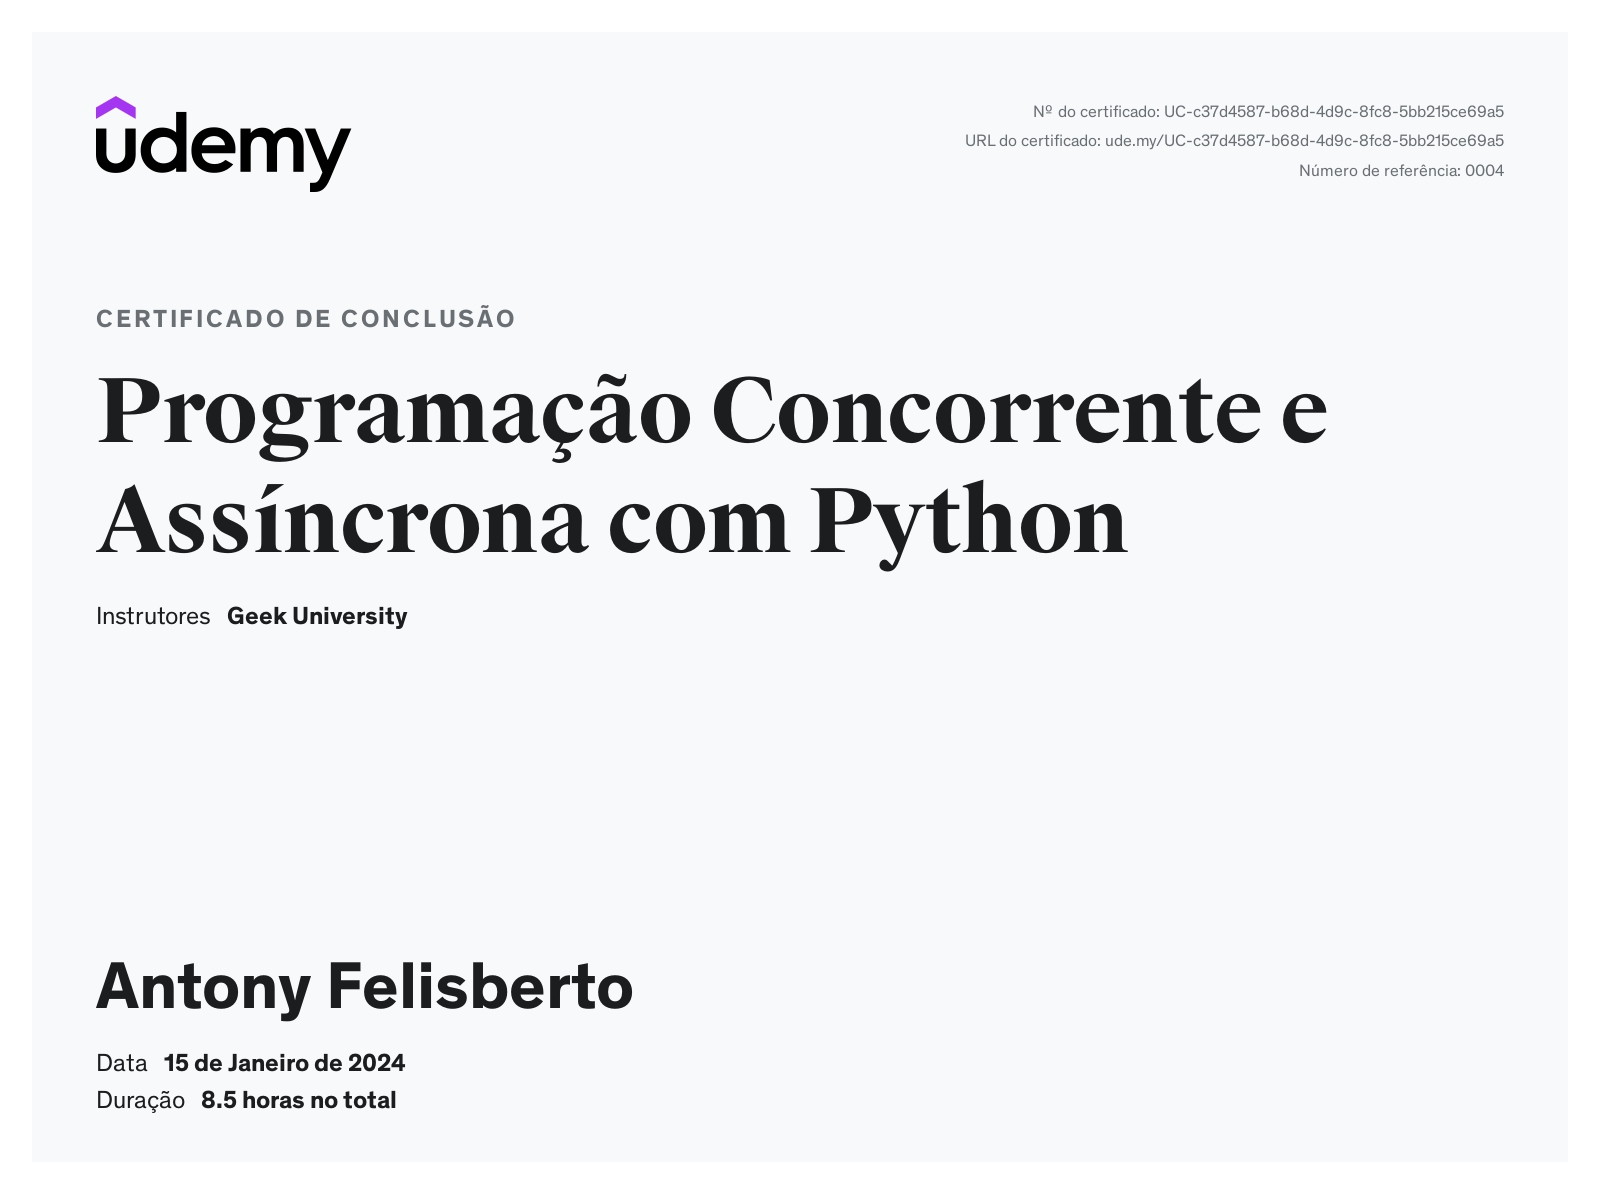 udemy
Nº do certificado: UC-c37d4587-b68d-4d9c-8fc8-5bb215ce69a5
URL do certificado: ude.my/UC-c37d4587-b68d-4d9c-8fc8-5bb215ce69a5
Número de referência: 0004
CERTIFICADO DE CONCLUSÃO
Programação Concorrente e
Assíncrona com Python
Instrutores Geek University
Antony Felisberto
Data 15 de Janeiro de 2024
Duração 8.5 horas no total